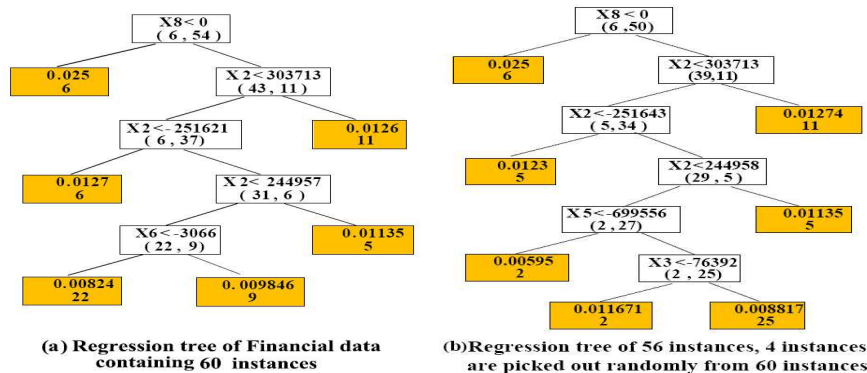 X8< 0
( 6 , 54 )
0.025
6
X 2< 303713
( 43 , 11 )
X2<- 251621
( 6 , 37 )
0.0126
11
0.0127
6
X 2< 244957
( 31 , 6 )
X6<-3066
( 22 , 9 )
0.01135
5
0.00824
22
0. 009846
9
(a) Regression tree of Financial data
containing 60 instances
X8< 0
( 6 ,50)
0.025
6
X 2<303713
(39,11)
X2<-251643
( 5,34 )
0.01274
11
0.0123
5
X2<244958
(29 , 5 )
X 5<-699556
( 2 , 27)
0.01135
5
0.00595
2
X3<-76392
( 2 , 25)
0.011671
2
0.008817
25
(b)Regression tree of 56 instances, 4 instances
are picked out randomly from 60 instances